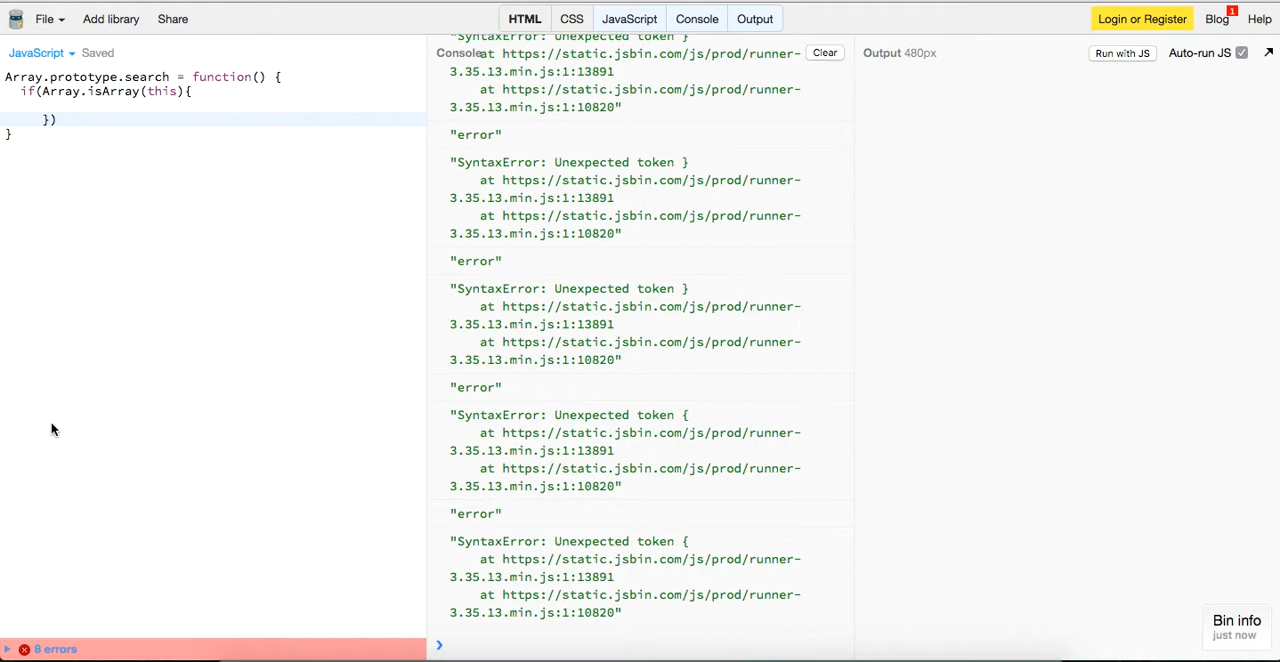 File Add library Share HTML CSS JavaScript Console Output Login or Register Blog 1 Help
JavaScript Saved
Array.prototype.search = function() {
if(Array.isArray(this){
})
}
8 errors
Console Clear
"SyntaxError: Unexpected token }
at https://static.jsbin.com/js/prod/runner-
3.35.13.min.js:1:13891
at https://static.jsbin.com/js/prod/runner-
3.35.13.min.js:1:10820"
"error"
"SyntaxError: Unexpected token }
at https://static.jsbin.com/js/prod/runner-
3.35.13.min.js:1:13891
at https://static.jsbin.com/js/prod/runner-
3.35.13.min.js:1:10820"
"error"
"SyntaxError: Unexpected token }
at https://static.jsbin.com/js/prod/runner-
3.35.13.min.js:1:13891
at https://static.jsbin.com/js/prod/runner-
3.35.13.min.js:1:10820"
"error"
"SyntaxError: Unexpected token {
at https://static.jsbin.com/js/prod/runner-
3.35.13.min.js:1:13891
at https://static.jsbin.com/js/prod/runner-
3.35.13.min.js:1:10820"
"error"
"SyntaxError: Unexpected token {
at https://static.jsbin.com/js/prod/runner-
3.35.13.min.js:1:13891
at https://static.jsbin.com/js/prod/runner-
3.35.13.min.js:1:10820"
Output 480px Run with JS Auto-run JS
Bin info
just now